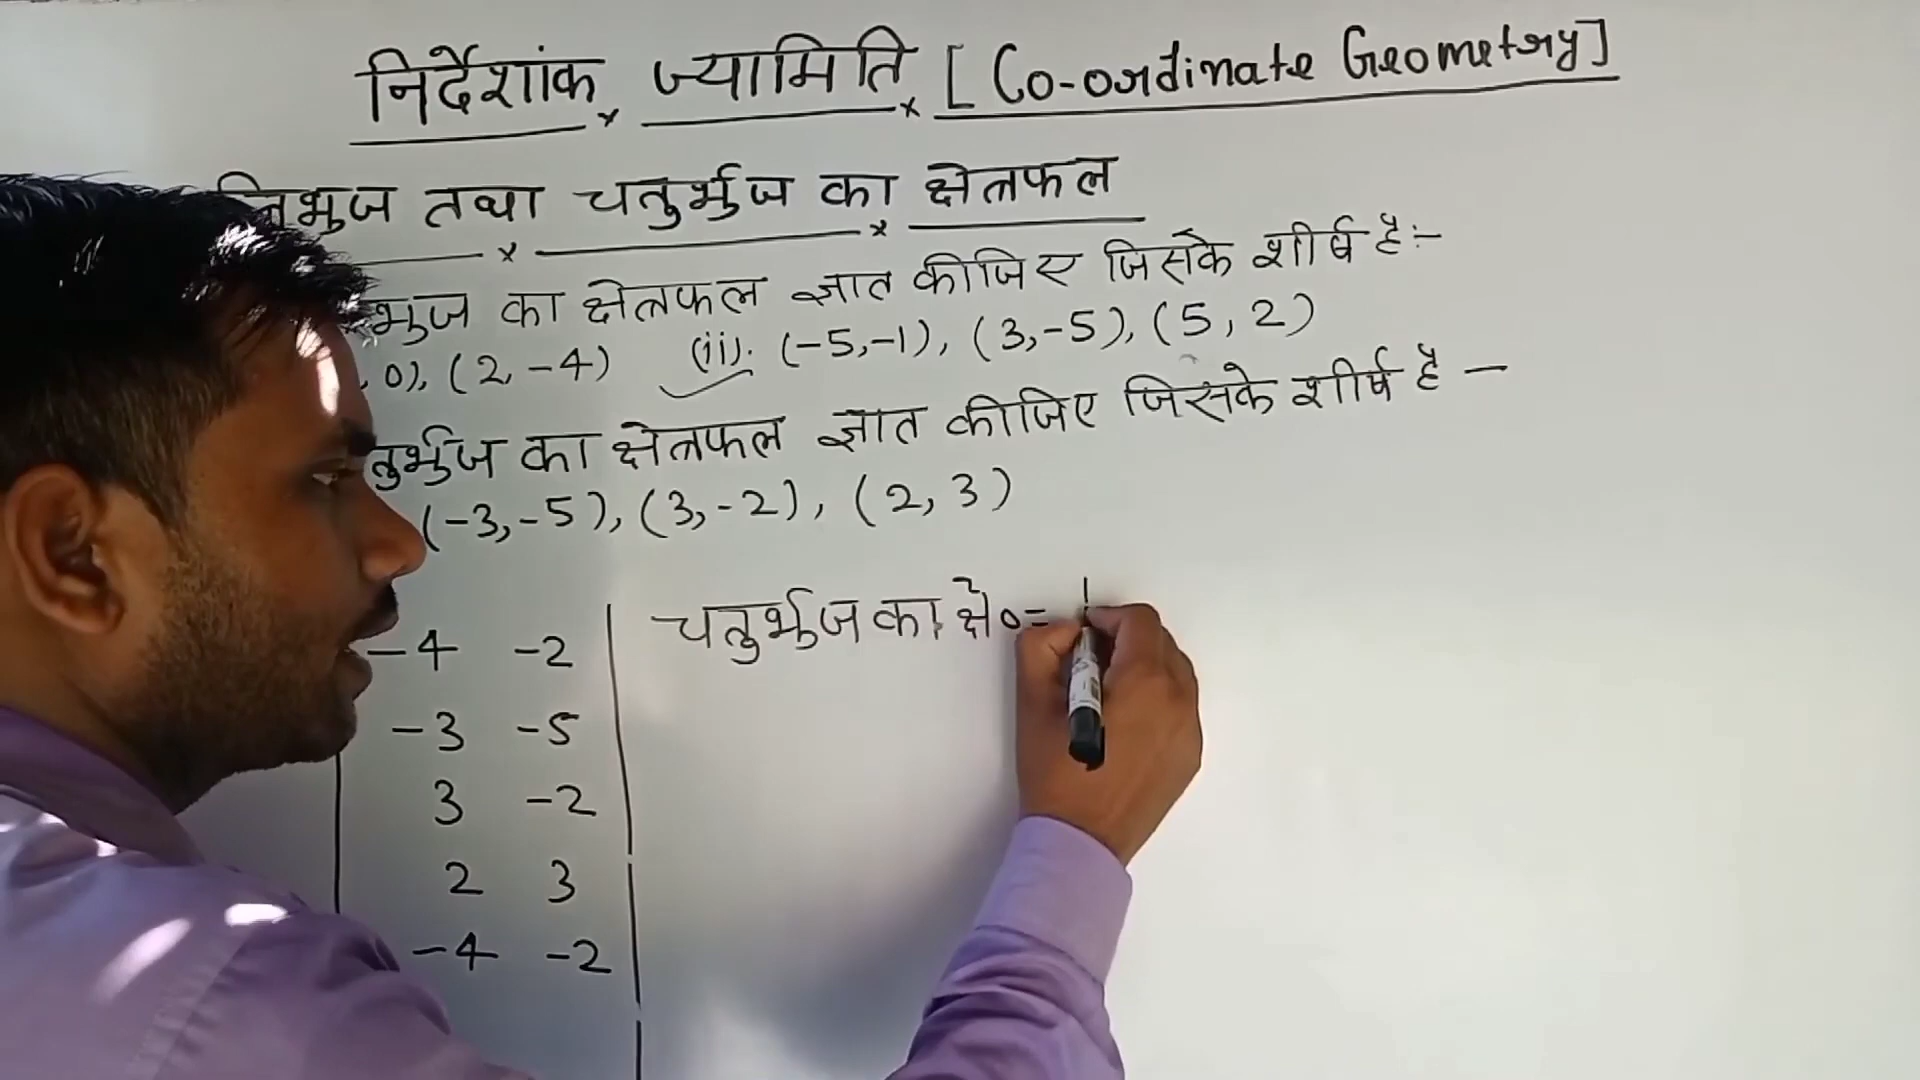 निर्देशांक ज्यामिति [Co-ordinate Geometry]
त्रिभुज तथा चतुर्भुज का क्षेत्रफल
का क्षेत्रफल ज्ञात कीजिए जिसके शीर्ष है:-
, 0), (2, -4) (ii). (-5,-1), (3,-5), (5, 2)
का क्षेत्रफल ज्ञात कीजिए जिसके शीर्ष है -
(-3,-5), (3,-2), (2, 3)
चतुर्भुज का क्षे० =
-4 -2
-3 -5
3 -2
2 3
-4 -2